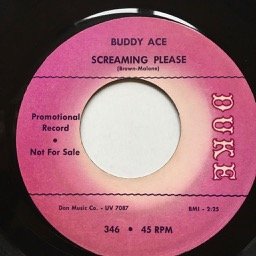 BUDDY ACE
SCREAMING PLEASE
(Brown-Malone)
Promotional
Record
•
Not For Sale
DUKE
Don Music Co. - UV 7087
BMI - 2:25
346 • 45 RPM